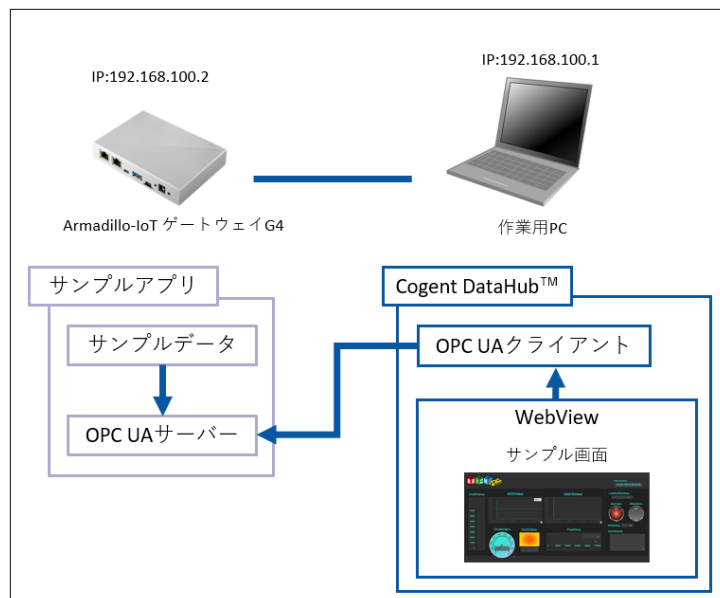 IP:192.168.100.2
IP:192.168.100.1
Armadillo-IoT ゲートウェイG4
作業用PC
サンプルアプリ
サンプルデータ
OPC UAサーバー
Cogent DataHub™
OPC UAクライアント
WebView
サンプル画面